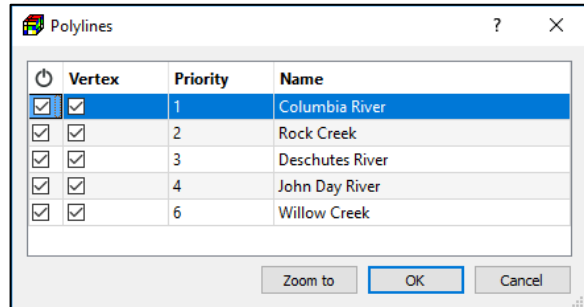 Polylines ? ×
Vertex Priority Name
1 Columbia River
2 Rock Creek
3 Deschutes River
4 John Day River
6 Willow Creek
Zoom to OK Cancel